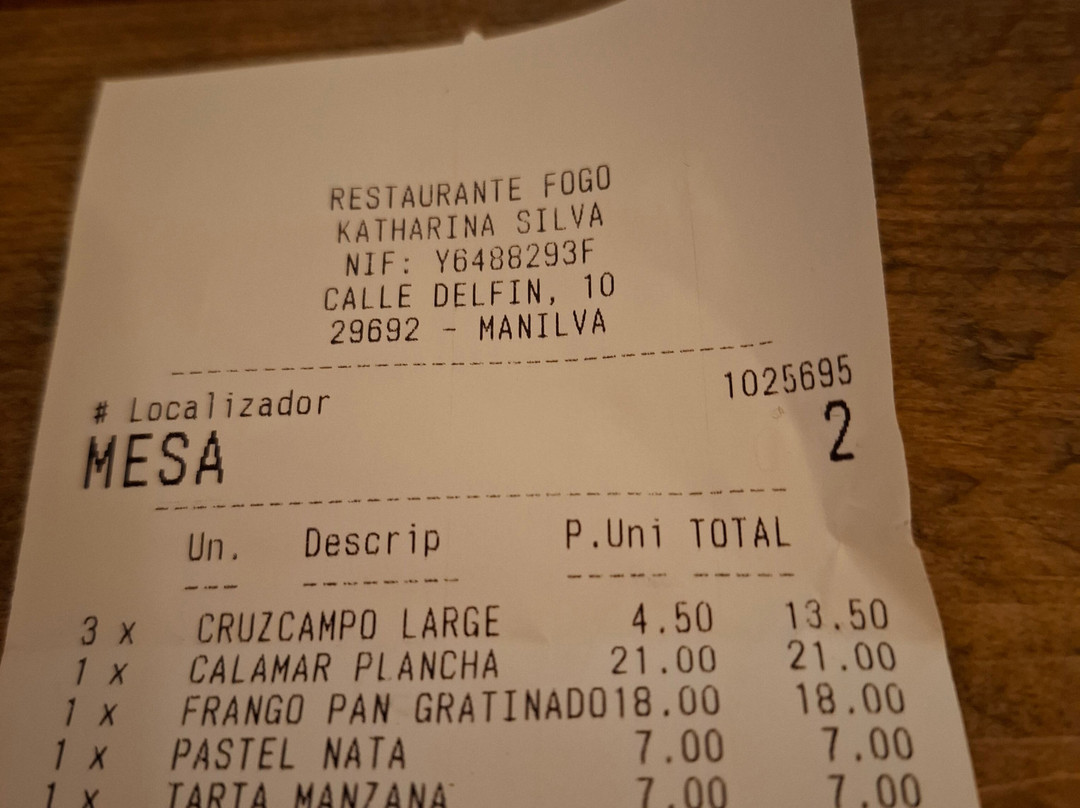 RESTAURANTE FOGO
KATHARINA SILVA
NIF: Y6488293F
CALLE DELFIN, 10
29692 - MANILVA
# Localizador 1025695
MESA 2
Un. Descrip P.Uni TOTAL
3 x CRUZCAMPO LARGE 4.50 13.50
1 x CALAMAR PLANCHA 21.00 21.00
1 x FRANGO PAN GRATINADO18.00 18.00
1 x PASTEL NATA 7.00 7.00
1 x TARTA MANZANA 7.00 7.00